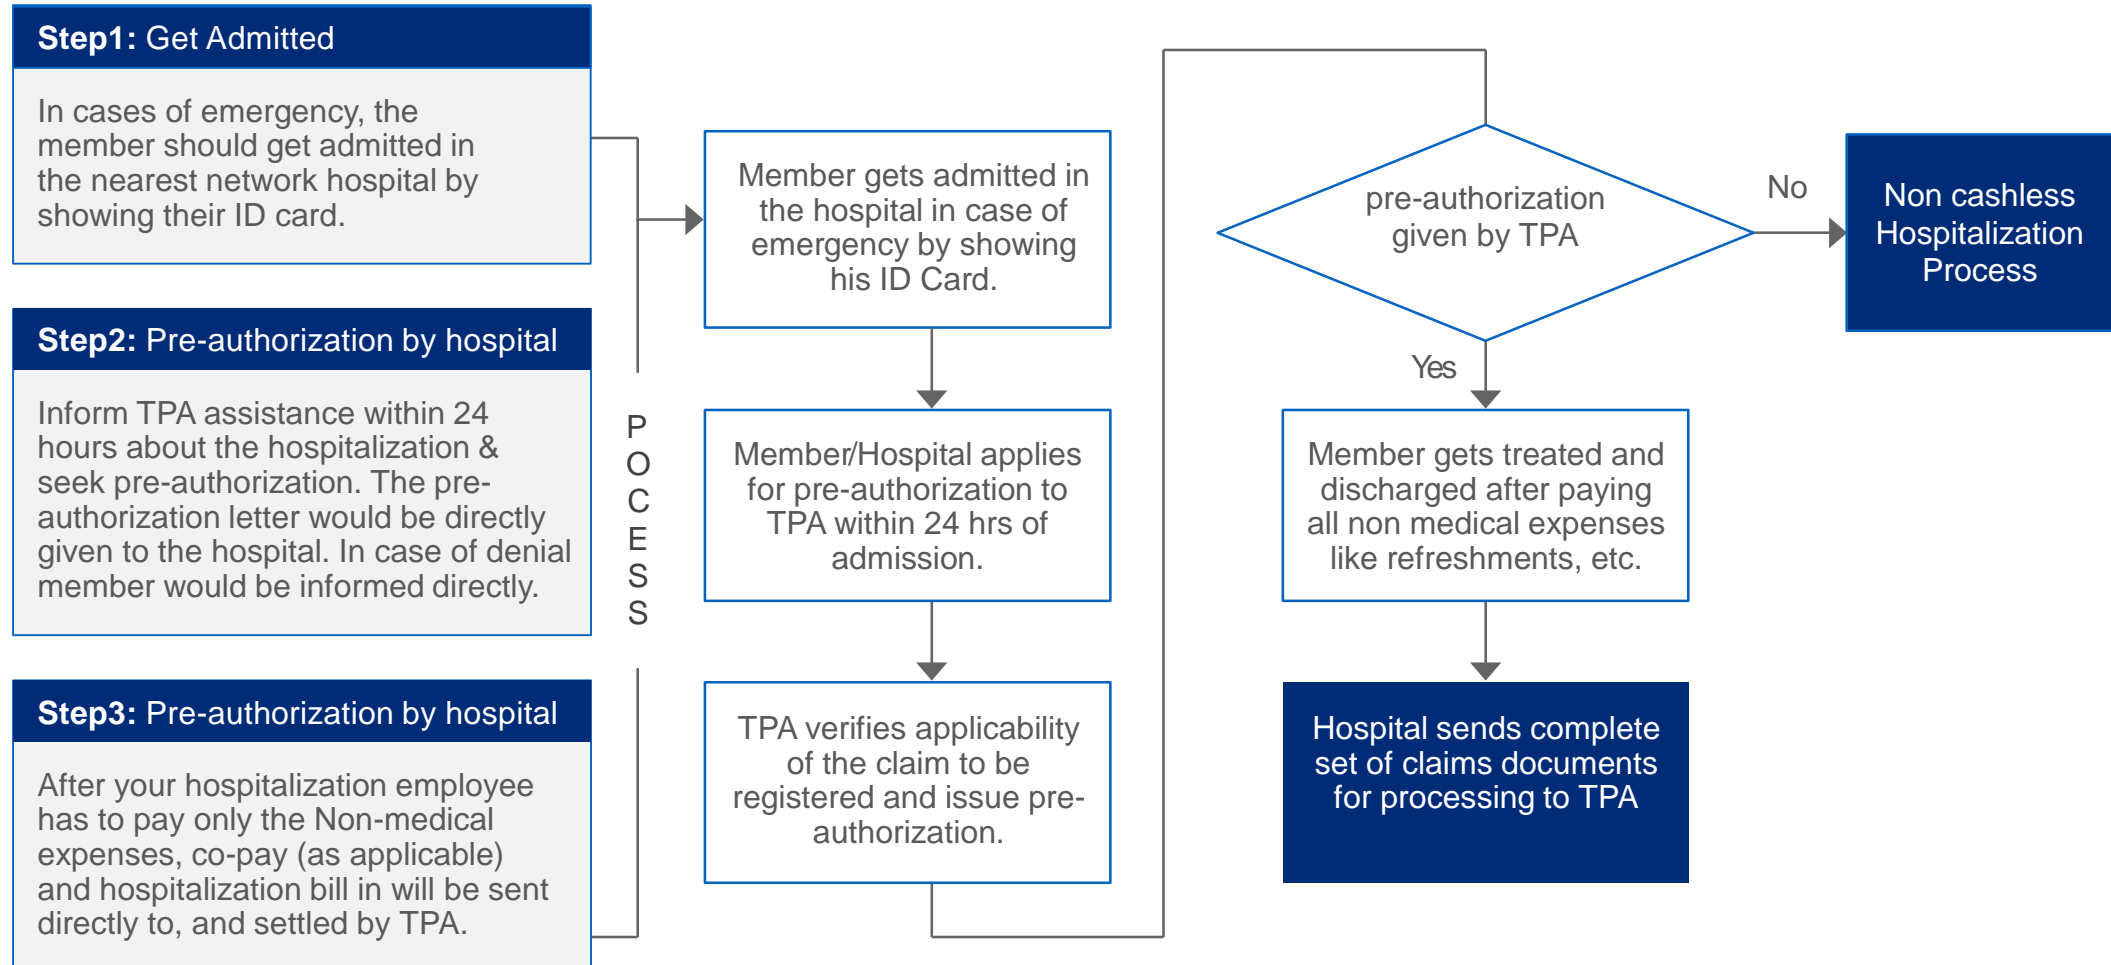 Step1: Get Admitted
In cases of emergency, the
member should get admitted in
the nearest network hospital by
showing their ID card.
Step2: Pre-authorization by hospital
Inform TPA assistance within 24
hours about the hospitalization &
seek pre-authorization. The pre-
authorization letter would be directly
given to the hospital. In case of denial
member would be informed directly.
Step3: Pre-authorization by hospital
After your hospitalization employee
has to pay only the Non-medical
expenses, co-pay (as applicable)
and hospitalization bill in will be sent
directly to, and settled by TPA.
P
O
C
E
S
S
Member gets admitted in
the hospital in case of
emergency by showing
his ID Card.
Member/Hospital applies
for pre-authorization to
TPA within 24 hrs of
admission.
TPA verifies applicability
of the claim to be
registered and issue pre-
authorization.
pre-authorization
given by TPA
No
Non cashless
Hospitalization
Process
Yes
Member gets treated and
discharged after paying
all non medical expenses
like refreshments, etc.
Hospital sends complete
set of claims documents
for processing to TPA